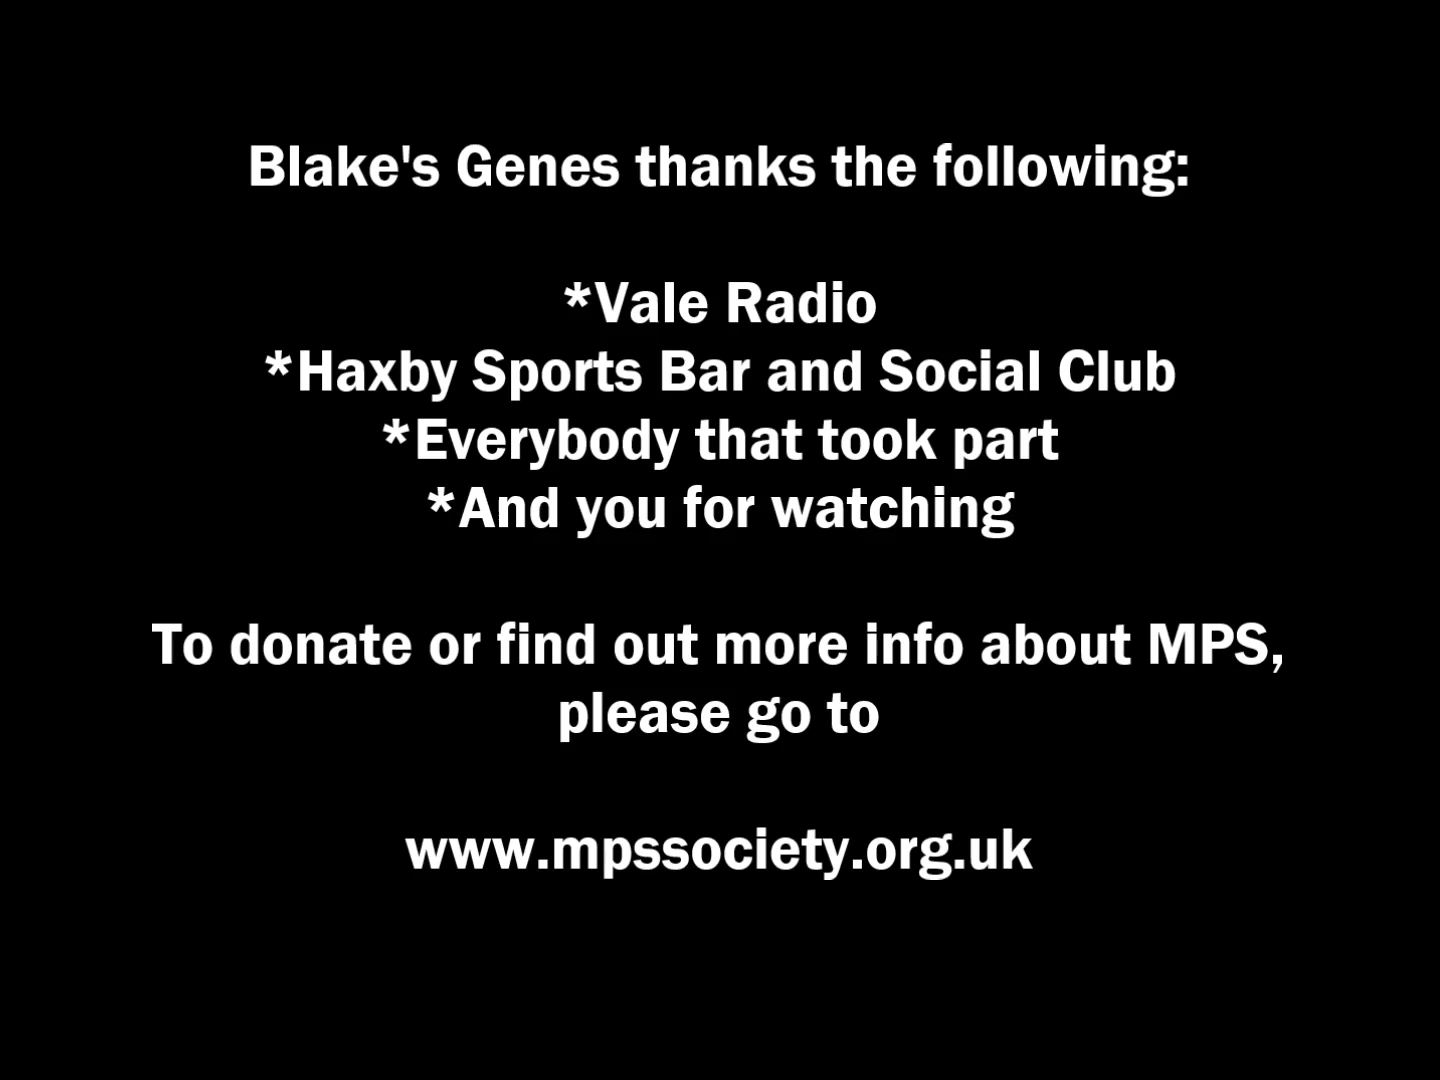 Blake's Genes thanks the following:
*Vale Radio
*Haxby Sports Bar and Social Club
*Everybody that took part
*And you for watching
To donate or find out more info about MPS,
please go to
www.mpssociety.org.uk